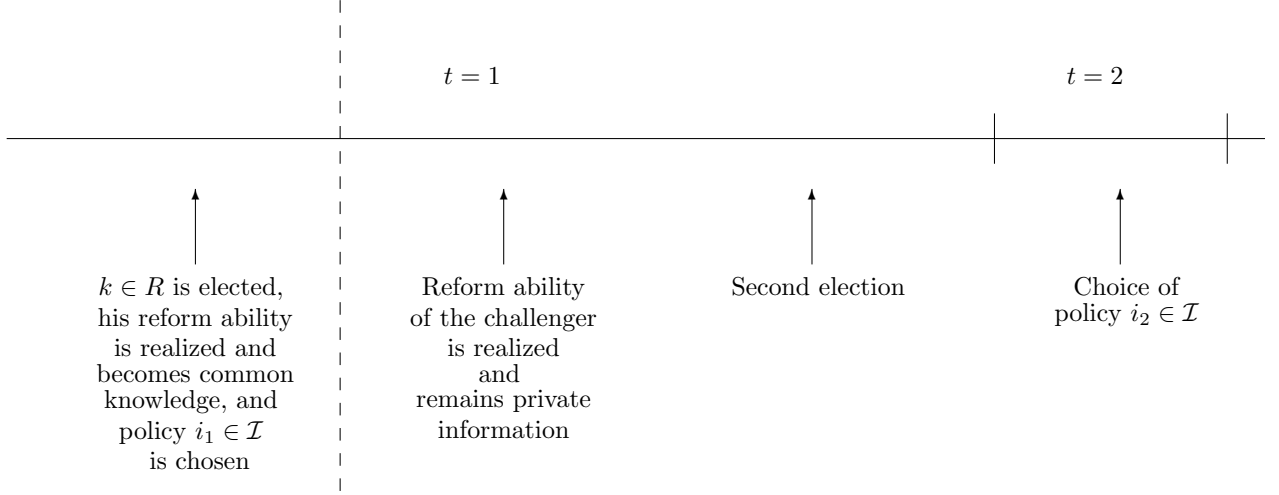 t = 1
t = 2
k ∈ R is elected,
his reform ability
is realized and
becomes common
knowledge, and
policy i₁ ∈ ℐ
is chosen
Reform ability
of the challenger
is realized
and
remains private
information
Second election
Choice of
policy i₂ ∈ ℐ